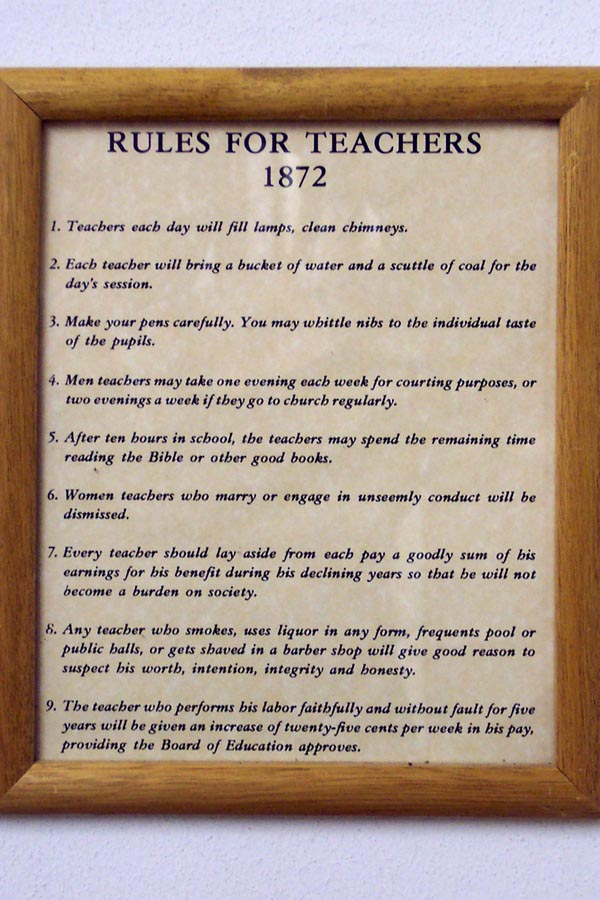 RULES FOR TEACHERS
1872
1. Teachers each day will fill lamps, clean chimneys.
2. Each teacher will bring a bucket of water and a scuttle of coal for the
day's session.
3. Make your pens carefully. You may whittle nibs to the individual taste
of the pupils.
4. Men teachers may take one evening each week for courting purposes, or
two evenings a week if they go to church regularly.
5. After ten hours in school, the teachers may spend the remaining time
reading the Bible or other good books.
6. Women teachers who marry or engage in unseemly conduct will be
dismissed.
7. Every teacher should lay aside from each pay a goodly sum of his
earnings for his benefit during his declining years so that he will not
become a burden on society.
8. Any teacher who smokes, uses liquor in any form, frequents pool or
public halls, or gets shaved in a barber shop will give good reason to
suspect his worth, intention, integrity and honesty.
9. The teacher who performs his labor faithfully and without fault for five
years will be given an increase of twenty-five cents per week in his pay,
providing the Board of Education approves.